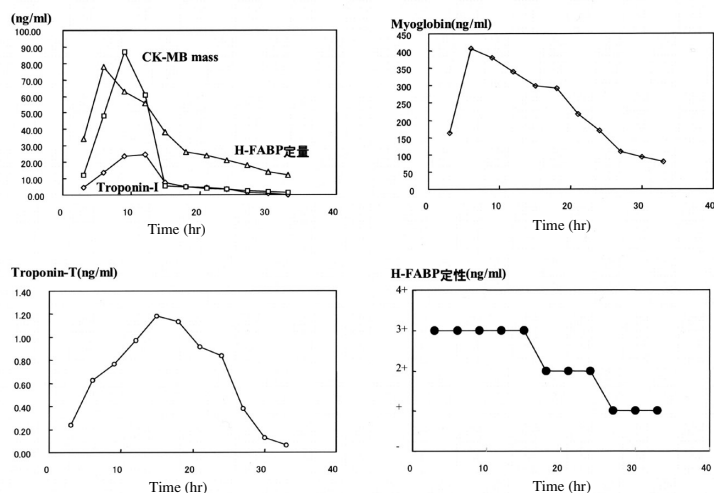 (ng/ml)
100.00
90.00
80.00
70.00
60.00
50.00
40.00
30.00
20.00
10.00
0.00
CK-MB mass
H-FABP定量
Troponin-I
0 10 20 30 40
Time (hr)
Myoglobin(ng/ml)
450
400
350
300
250
200
150
100
50
0
0 10 20 30 40
Time (hr)
Troponin-T(ng/ml)
1.40
1.20
1.00
0.80
0.60
0.40
0.20
0.00
0 10 20 30 40
Time (hr)
H-FABP定性(ng/ml)
4+
3+
2+
+
-
0 10 20 30 40
Time (hr)